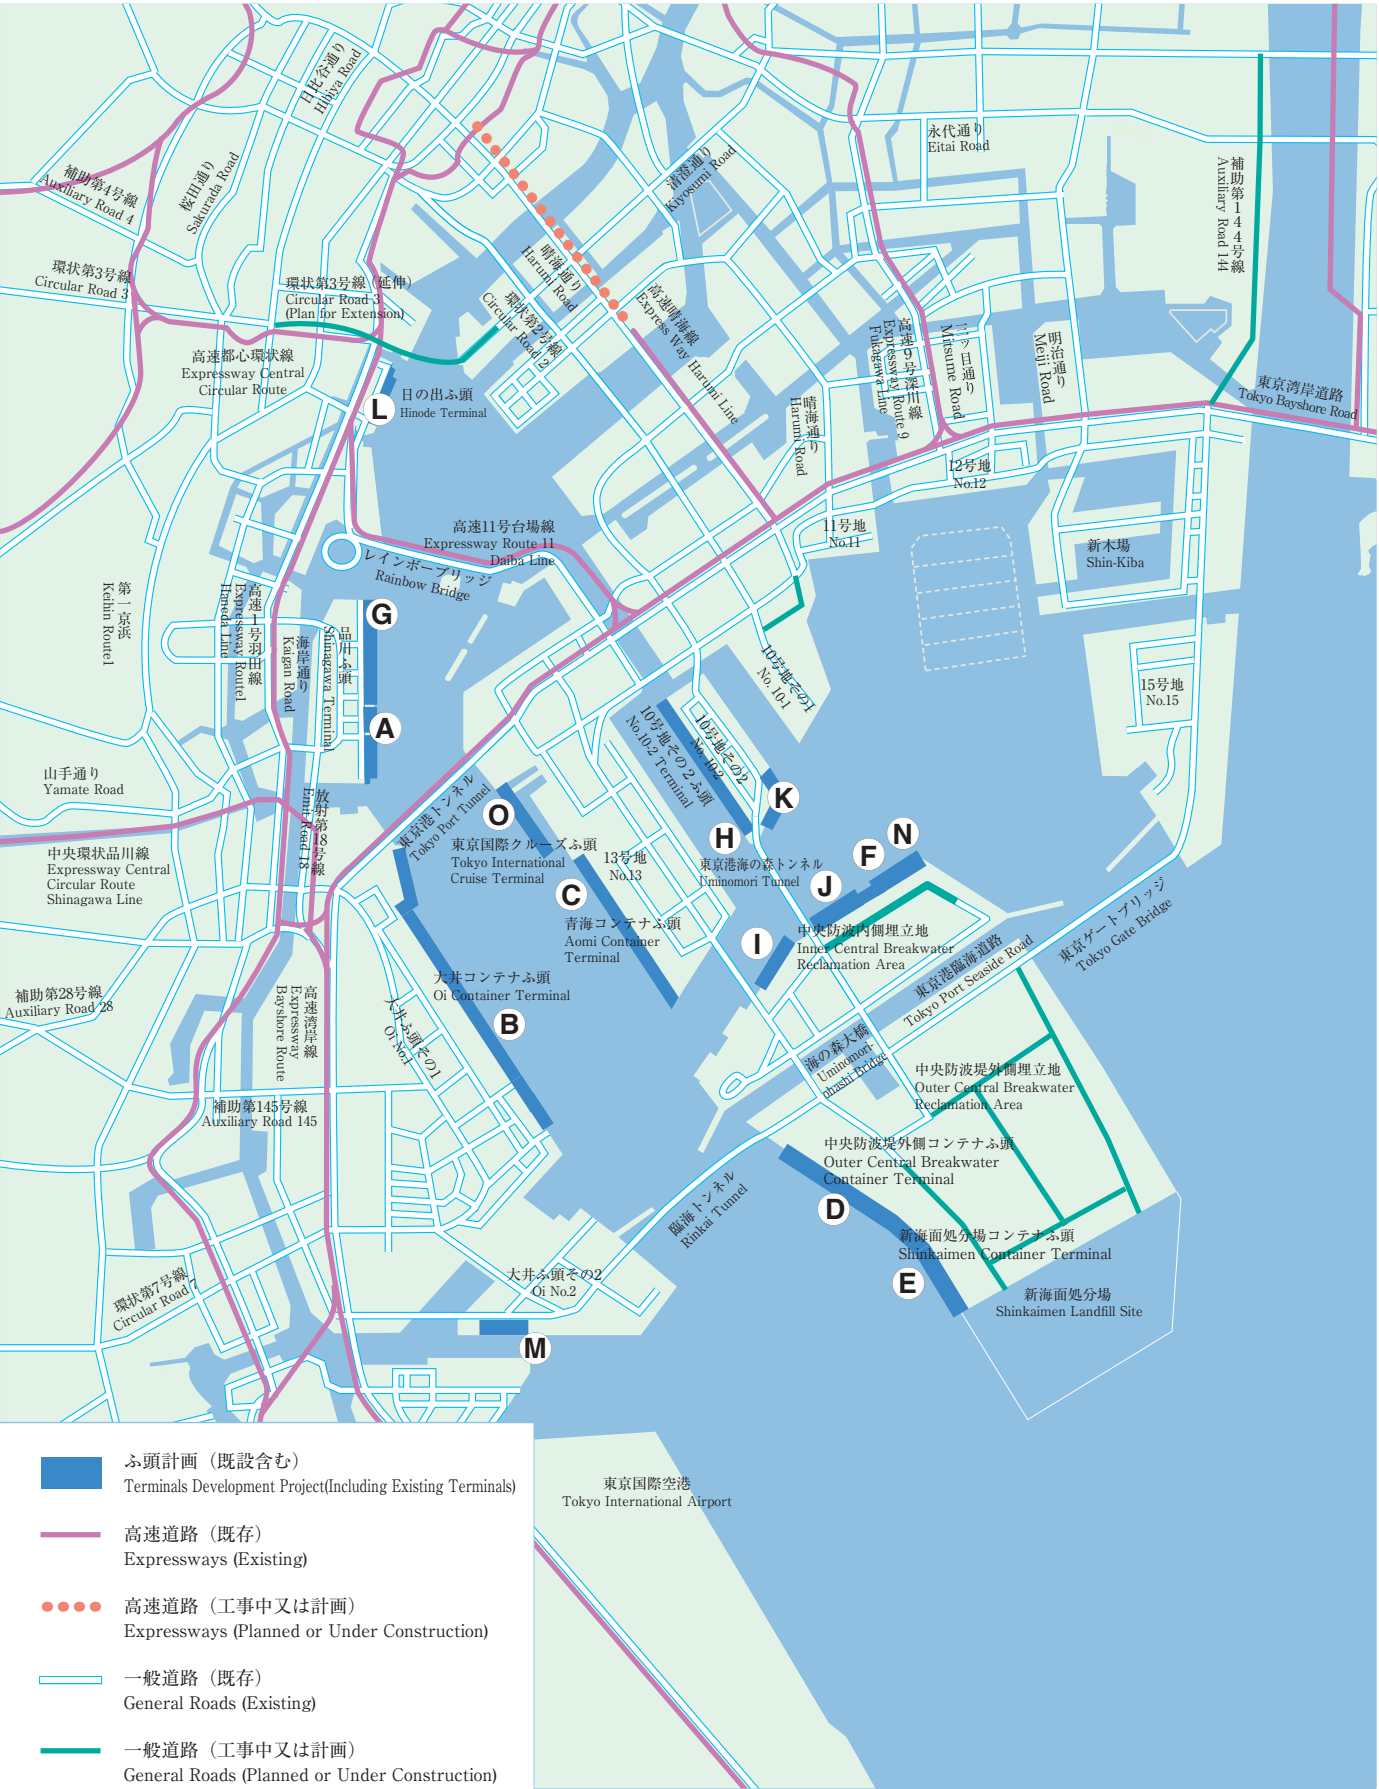 日比谷通り
Hibiya Road
永代通り
Eitai Road
清澄通り
Kiyosumi Road
補助第4号線
Auxiliary Road 4
桜田通り
Sakurada Road
補助第144号線
Auxiliary Road 144
環状第3号線
Circular Road 3
環状第3号線（延伸）
Circular Road 3
(Plan for Extension)
晴海通り
Harumi Road
環状第2号線
Circular Road 2
高速晴海線
Express Way Harumi Line
高速9号深川線
Expressway Route 9
Fukagawa Line
三ッ目通り
Mitsume Road
明治通り
Meiji Road
高速都心環状線
Expressway Central
Circular Route
東京湾岸道路
Tokyo Bayshore Road
L
日の出ふ頭
Hinode Terminal
晴海通り
Harumi Road
12号地
No.12
高速11号台場線
Expressway Route 11
Daiba Line
11号地
No.11
新木場
Shin-Kiba
レインボーブリッジ
Rainbow Bridge
第一京浜
Keihin Route1
高速1号羽田線
Expressway Route1
Haneda Line
海岸通り
Kaigan Road
品川ふ頭
Shinagawa Terminal
G
A
10号地その1
No. 10-1
15号地
No.15
10号地その2ふ頭
No.10-2 Terminal
10号地その2
No. 10-2
山手通り
Yamate Road
放射第18号線
Emit Road 18
東京港トンネル
Tokyo Port Tunnel
K
O
H
東京国際クルーズふ頭
Tokyo International
Cruise Terminal
13号地
No.13
東京港海の森トンネル
Uminomori Tunnel
N
F
J
中央環状品川線
Expressway Central
Circular Route
Shinagawa Line
C
青海コンテナふ頭
Aomi Container
Terminal
I
中央防波内側埋立地
Inner Central Breakwater
Reclamation Area
東京ゲートブリッジ
Tokyo Gate Bridge
東京港臨海道路
Tokyo Port Seaside Road
大井コンテナふ頭
Oi Container Terminal
B
補助第28号線
Auxiliary Road 28
高速湾岸線
Expressway
Bayshore Route
大井ふ頭その1
Oi No.1
海の森大橋
Uminomori-
ohashi Bridge
中央防波堤外側埋立地
Outer Central Breakwater
Reclamation Area
補助第145号線
Auxiliary Road 145
中央防波堤外側コンテナふ頭
Outer Central Breakwater
Container Terminal
D
臨海トンネル
Rinkai Tunnel
新海面処分場コンテナふ頭
Shinkaimen Container Terminal
E
環状第7号線
Circular Road 7
大井ふ頭その2
Oi No.2
新海面処分場
Shinkaimen Landfill Site
M
東京国際空港
Tokyo International Airport
ふ頭計画（既設含む）
Terminals Development Project(Including Existing Terminals)
高速道路（既存）
Expressways (Existing)
高速道路（工事中又は計画）
Expressways (Planned or Under Construction)
一般道路（既存）
General Roads (Existing)
一般道路（工事中又は計画）
General Roads (Planned or Under Construction)